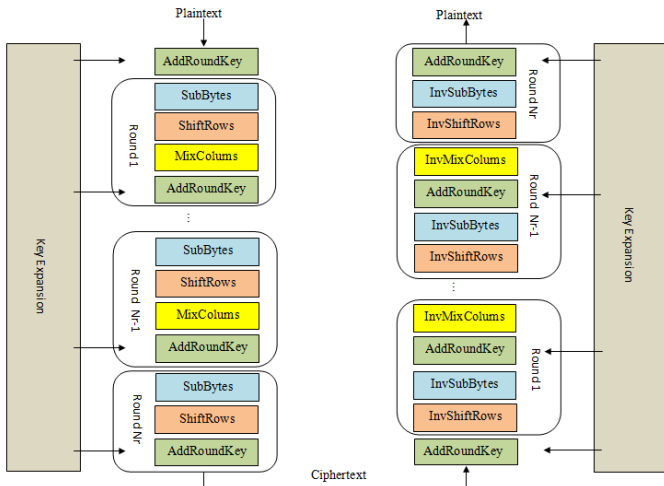 Plaintext
AddRoundKey
SubBytes
ShiftRows
MixColums
AddRoundKey
Round 1
...
SubBytes
ShiftRows
MixColums
AddRoundKey
Round Nr-1
SubBytes
ShiftRows
AddRoundKey
Round Nr
Key Expansion
Ciphertext
Plaintext
AddRoundKey
InvSubBytes
InvShiftRows
Round Nr
InvMixColums
AddRoundKey
InvSubBytes
InvShiftRows
Round Nr-1
...
InvMixColums
AddRoundKey
InvSubBytes
InvShiftRows
Round 1
AddRoundKey
Key Expansion